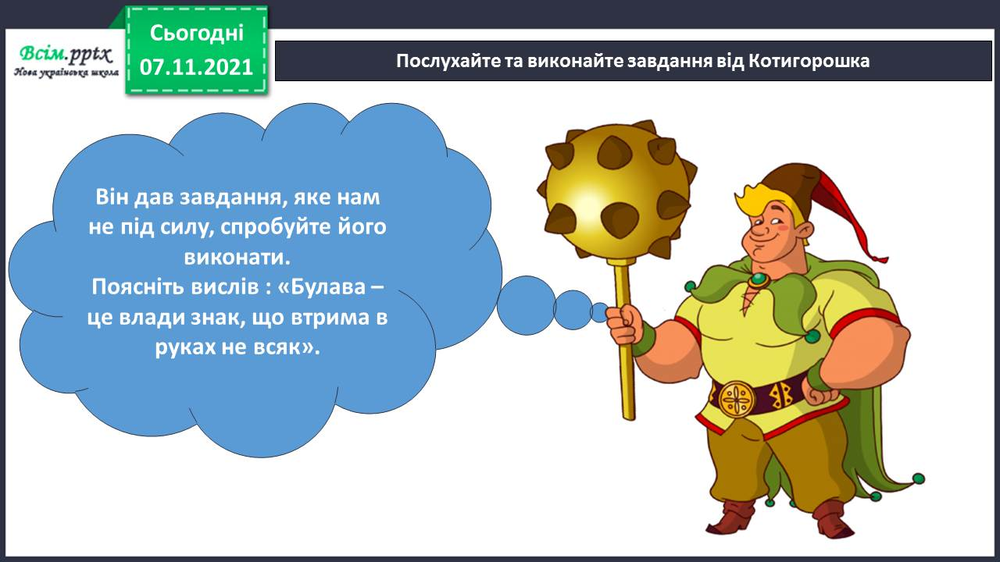 Всім.pptx
Нова українська школа
Сьогодні
07.11.2021
Послухайте та виконайте завдання від Котигорошка
Він дав завдання, яке нам
не під силу, спробуйте його
виконати.
Поясніть вислів : «Булава –
це влади знак, що втрима в
руках не всяк».